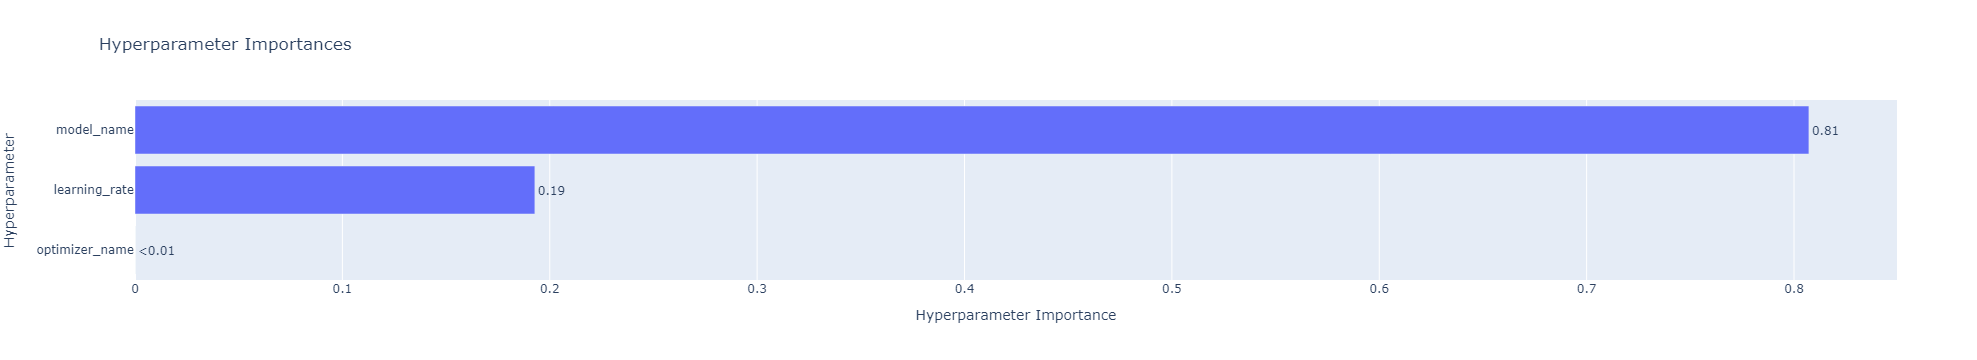 Hyperparameter Importances
Hyperparameter
model_name
0.81
learning_rate
0.19
optimizer_name
<0.01
0
0.1
0.2
0.3
0.4
0.5
0.6
0.7
0.8
Hyperparameter Importance